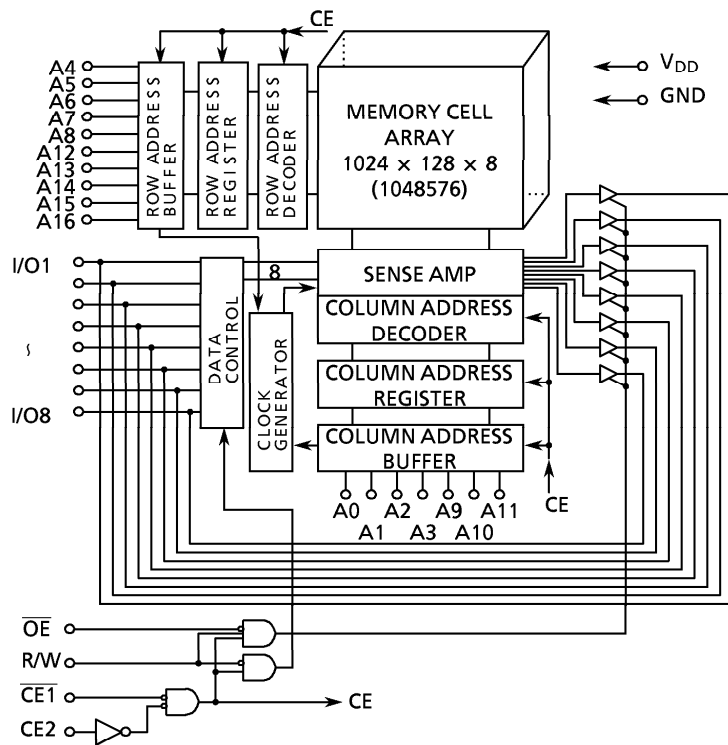 CE
A4
A5
A6
A7
A8
A12
A13
A14
A15
A16
ROW ADDRESS
BUFFER
ROW ADDRESS
REGISTER
ROW ADDRESS
DECODER
MEMORY CELL
ARRAY
1024 x 128 x 8
(1048576)
VDD
GND
I/O1
~
I/O8
DATA
CONTROL
8
CLOCK
GENERATOR
SENSE AMP
COLUMN ADDRESS
DECODER
COLUMN ADDRESS
REGISTER
COLUMN ADDRESS
BUFFER
CE
A0 A2 A9 A11
A1 A3 A10
OE
R/W
CE1
CE2
CE